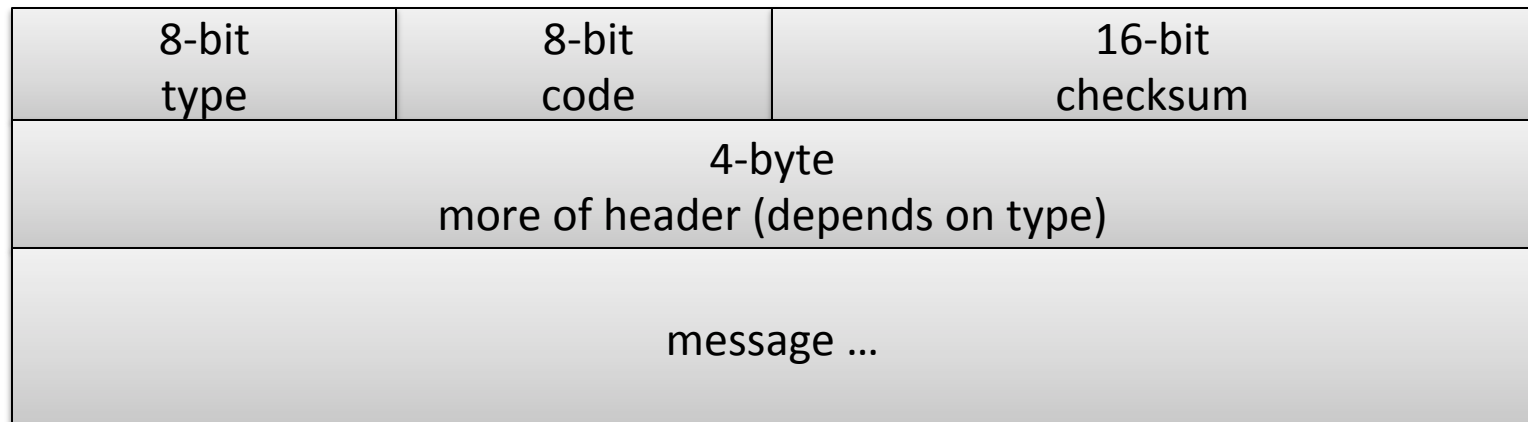 8-bit
type
8-bit
code
16-bit
checksum
4-byte
more of header (depends on type)
message …